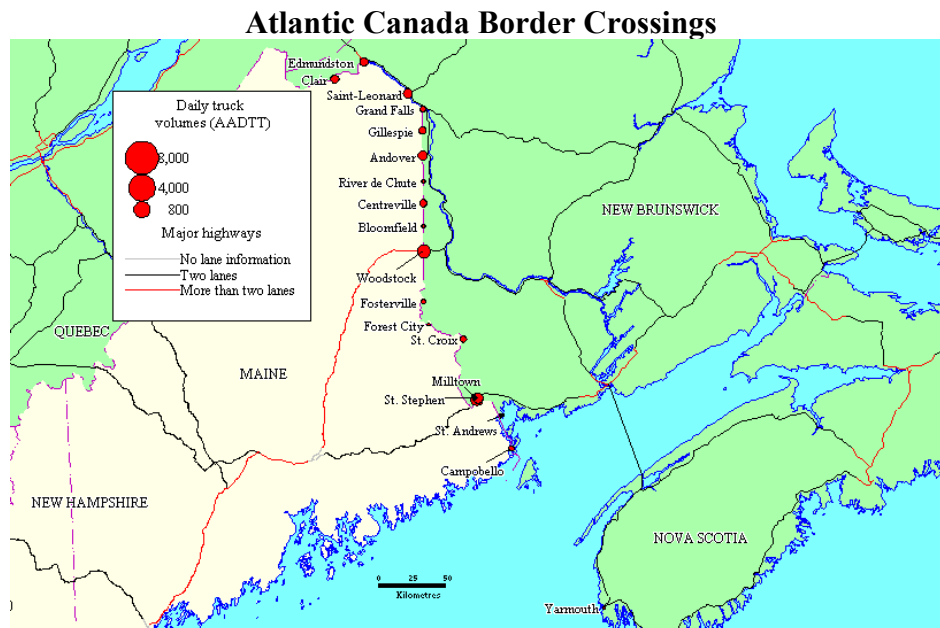 Atlantic Canada Border Crossings
Edmundston
Clair
Saint-Leonard
Grand Falls
Gillespie
Andover
River de Chute
Centreville
Bloomfield
Woodstock
Fosterville
Forest City
St. Croix
Milltown
St. Stephen
St. Andrews
Campobello
Daily truck
volumes (AADTT)
8,000
4,000
800
Major highways
No lane information
Two lanes
More than two lanes
QUEBEC
MAINE
NEW BRUNSWICK
NEW HAMPSHIRE
NOVA SCOTIA
Yarmouth
0 25 50
Kilometres